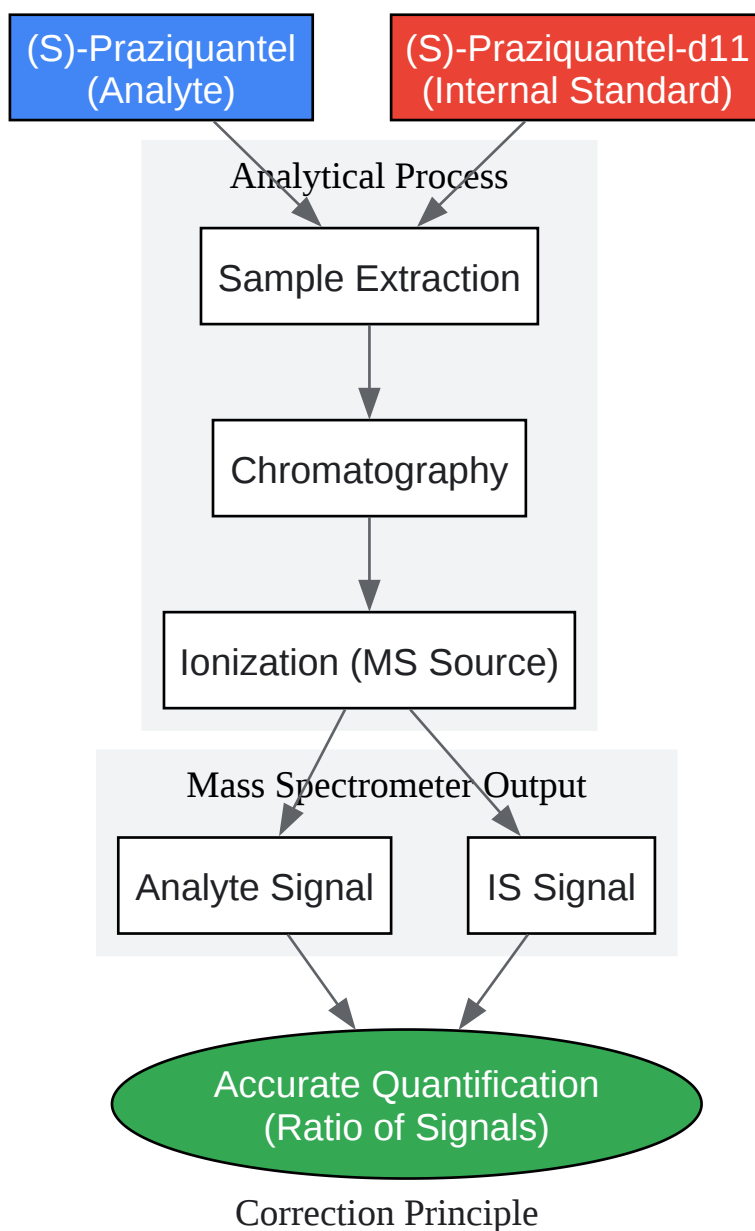 (S)-Praziquantel
(Analyte)
(S)-Praziquantel-d11
(Internal Standard)
Analytical Process
Sample Extraction
Chromatography
Ionization (MS Source)
Mass Spectrometer Output
Analyte Signal
IS Signal
Accurate Quantification
(Ratio of Signals)
Correction Principle